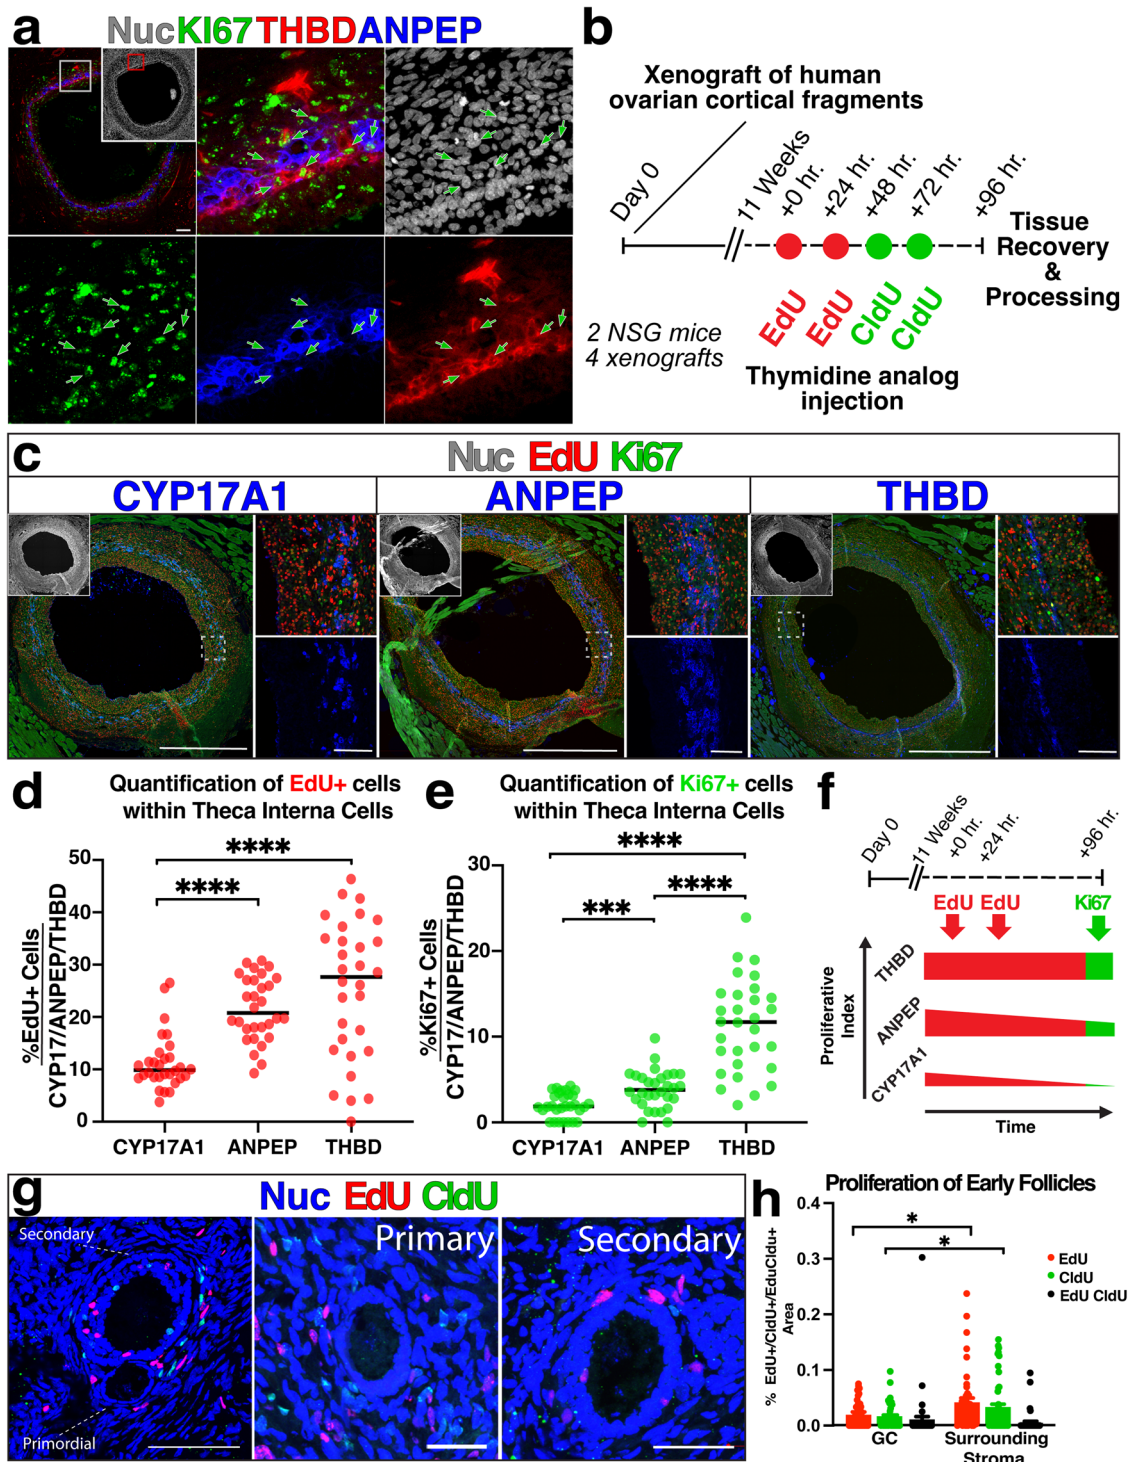 a
Nuc KI67 THBD ANPEP
b
Xenograft of human
ovarian cortical fragments
Day 0
11 Weeks
+0 hr.
+24 hr.
+48 hr.
+72 hr.
+96 hr.
Tissue
Recovery
&
Processing
EdU
EdU
CldU
CldU
2 NSG mice
4 xenografts
Thymidine analog
injection
c
Nuc EdU Ki67
CYP17A1
ANPEP
THBD
d
Quantification of EdU+ cells
within Theca Interna Cells
%EdU+ Cells
CYP17/ANPEP/THBD
50
40
30
20
10
0
****
****
CYP17A1
ANPEP
THBD
e
Quantification of Ki67+ cells
within Theca Interna Cells
%Ki67+ Cells
CYP17/ANPEP/THBD
30
20
10
0
****
****
***
CYP17A1
ANPEP
THBD
f
Day 0
11 Weeks
+0 hr.
+24 hr.
+96 hr.
EdU
EdU
Ki67
Proliferative
Index
THBD
ANPEP
CYP17A1
Time
g
Nuc EdU CldU
Secondary
Primordial
Primary
Secondary
h
Proliferation of Early Follicles
% EdU+/CldU+/EduCldu+
Area
0.4
0.3
0.2
0.1
0.0
*
*
EdU
CldU
EdU CldU
GC
Surrounding
Stroma